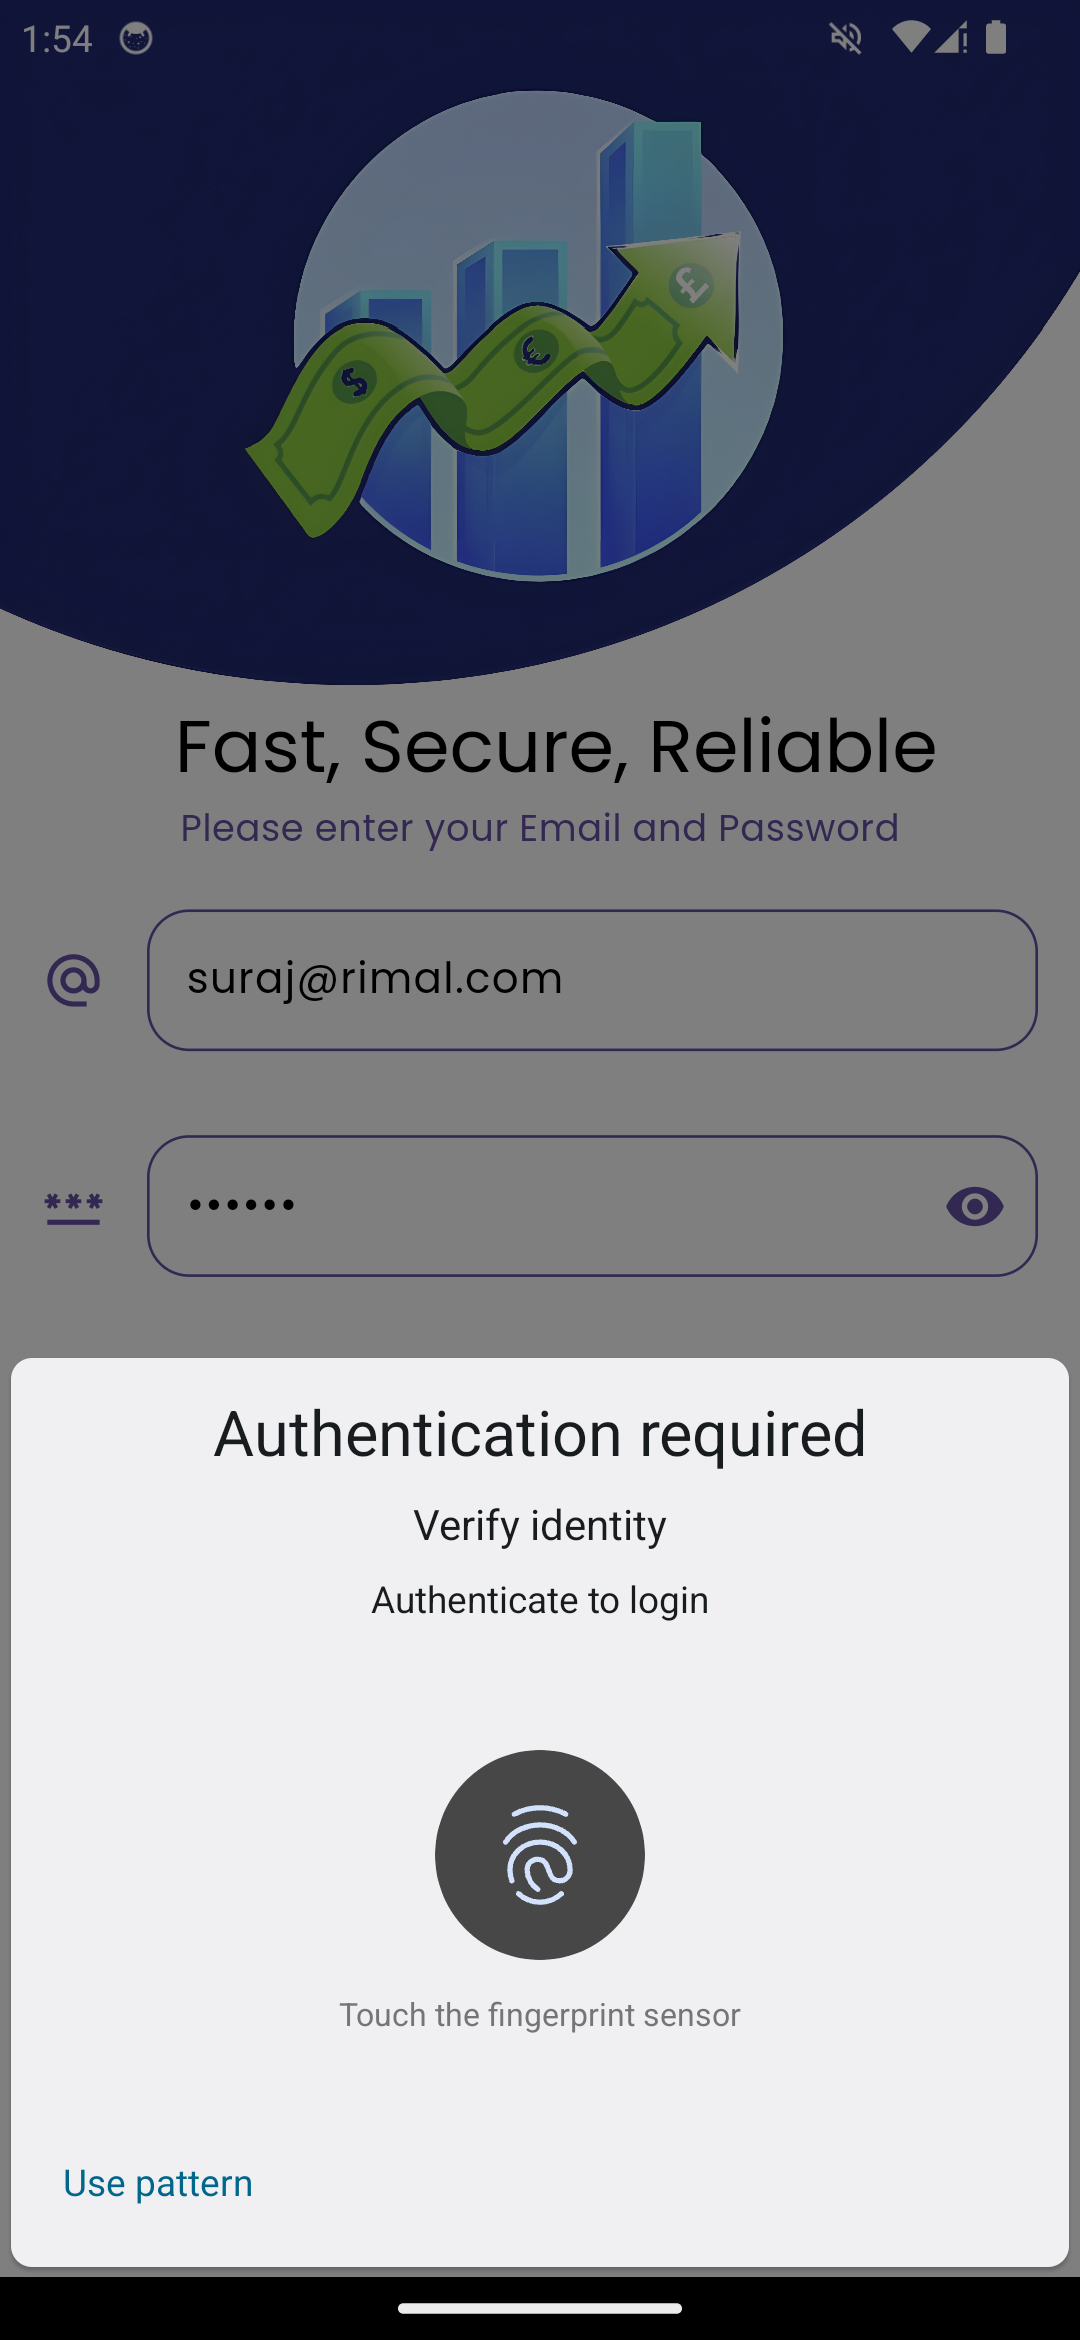 1:54
$
€
£
Fast, Secure, Reliable
Please enter your Email and Password
suraj@rimal.com
***
••••••
Authentication required
Verify identity
Authenticate to login
Touch the fingerprint sensor
Use pattern